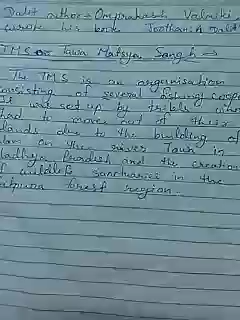 Dalit author Omprakash Valmiki
wrote his book Joothan Dalit
TMS or Tawa Matsya Sangh →
The TMS is an organisation
consisting of several fishing coope
It was set up by tribals who
had to move out of their
lands due to the building of
dam on the river Tawa in
Madhya Pradesh and the creation
of wildlife sanctuaries in the
Satpura forest region.